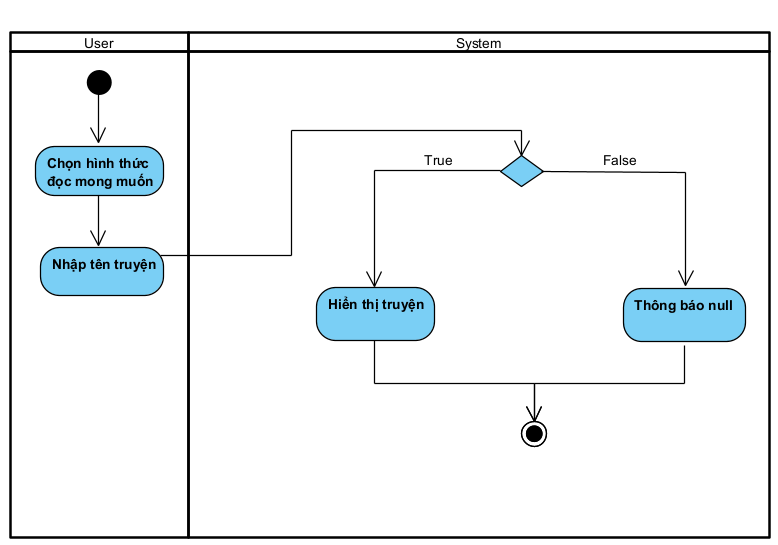 User
System
Chọn hình thức
đọc mong muốn
Nhập tên truyện
True
False
Hiển thị truyện
Thông báo null